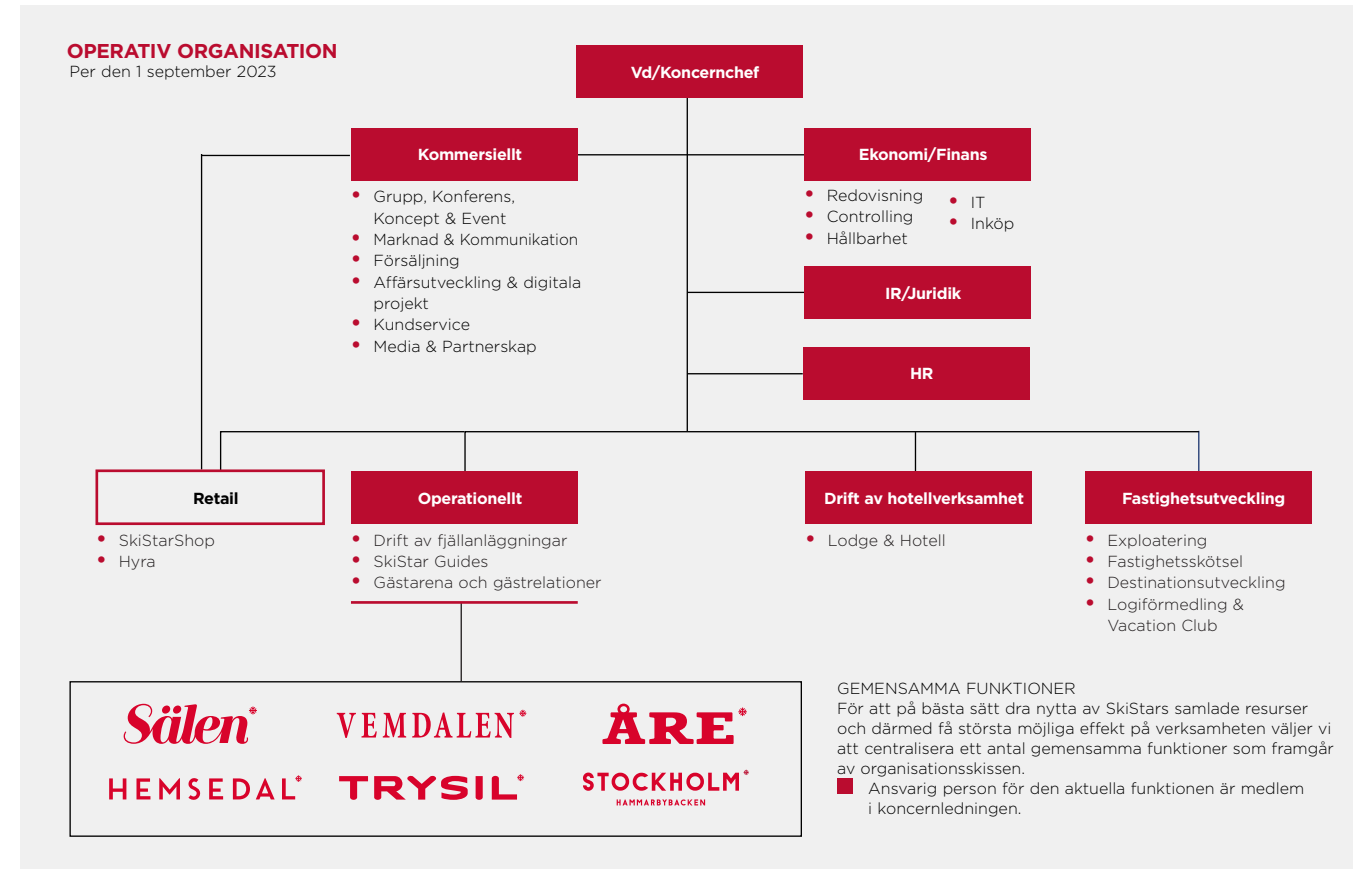 OPERATIV ORGANISATION
Per den 1 september 2023
Vd/Koncernchef
Kommersiellt
• Grupp, Konferens,
Koncept & Event
• Marknad & Kommunikation
• Försäljning
• Affärsutveckling & digitala
projekt
• Kundservice
• Media & Partnerskap
Ekonomi/Finans
• Redovisning
• Controlling
• Hållbarhet
• IT
• Inköp
IR/Juridik
HR
Retail
• SkiStarShop
• Hyra
Operationellt
• Drift av fjällanläggningar
• SkiStar Guides
• Gästarena och gästrelationer
Drift av hotellverksamhet
• Lodge & Hotell
Fastighetsutveckling
• Exploatering
• Fastighetsskötsel
• Destinationsutveckling
• Logiförmedling &
Vacation Club
Sälen
VEMDALEN
ÅRE
HEMSEDAL
TRYSIL
STOCKHOLM
HAMMARBYBACKEN
GEMENSAMMA FUNKTIONER
För att på bästa sätt dra nytta av SkiStars samlade resurser
och därmed få största möjliga effekt på verksamheten väljer vi
att centralisera ett antal gemensamma funktioner som framgår
av organisationsskissen.
Ansvarig person för den aktuella funktionen är medlem
i koncernledningen.